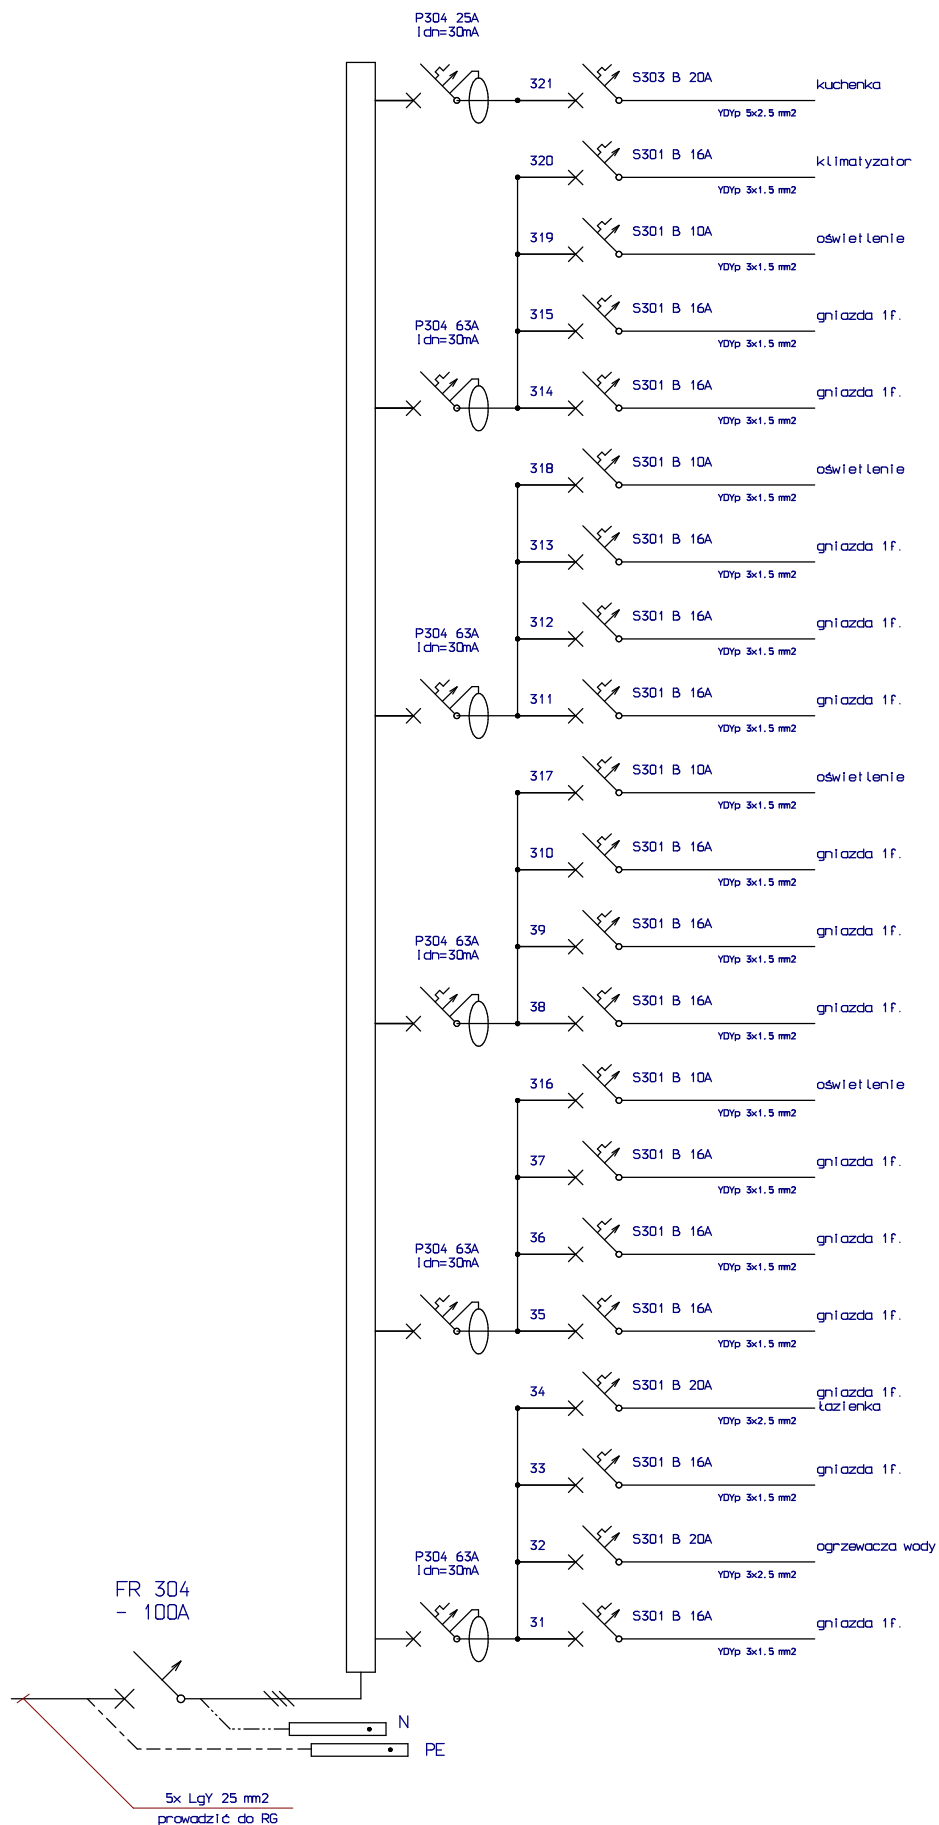 P304 25A
Idn=30mA
321
S303 B 20A
kuchenka
YDYp 5x2.5 mm2
320
S301 B 16A
klimatyzator
YDYp 3x1.5 mm2
319
S301 B 10A
oświetlenie
YDYp 3x1.5 mm2
315
S301 B 16A
gniazda 1f.
YDYp 3x1.5 mm2
P304 63A
Idn=30mA
314
S301 B 16A
gniazda 1f.
YDYp 3x1.5 mm2
318
S301 B 10A
oświetlenie
YDYp 3x1.5 mm2
313
S301 B 16A
gniazda 1f.
YDYp 3x1.5 mm2
312
S301 B 16A
gniazda 1f.
YDYp 3x1.5 mm2
P304 63A
Idn=30mA
311
S301 B 16A
gniazda 1f.
YDYp 3x1.5 mm2
317
S301 B 10A
oświetlenie
YDYp 3x1.5 mm2
310
S301 B 16A
gniazda 1f.
YDYp 3x1.5 mm2
39
S301 B 16A
gniazda 1f.
YDYp 3x1.5 mm2
P304 63A
Idn=30mA
38
S301 B 16A
gniazda 1f.
YDYp 3x1.5 mm2
316
S301 B 10A
oświetlenie
YDYp 3x1.5 mm2
37
S301 B 16A
gniazda 1f.
YDYp 3x1.5 mm2
36
S301 B 16A
gniazda 1f.
YDYp 3x1.5 mm2
P304 63A
Idn=30mA
35
S301 B 16A
gniazda 1f.
YDYp 3x1.5 mm2
34
S301 B 20A
gniazda 1f.
łazienka
YDYp 3x2.5 mm2
33
S301 B 16A
gniazda 1f.
YDYp 3x1.5 mm2
32
S301 B 20A
ogrzewacza wody
YDYp 3x2.5 mm2
P304 63A
Idn=30mA
31
S301 B 16A
gniazda 1f.
YDYp 3x1.5 mm2
FR 304
- 100A
N
PE
5x LgY 25 mm2
prowadzić do RG